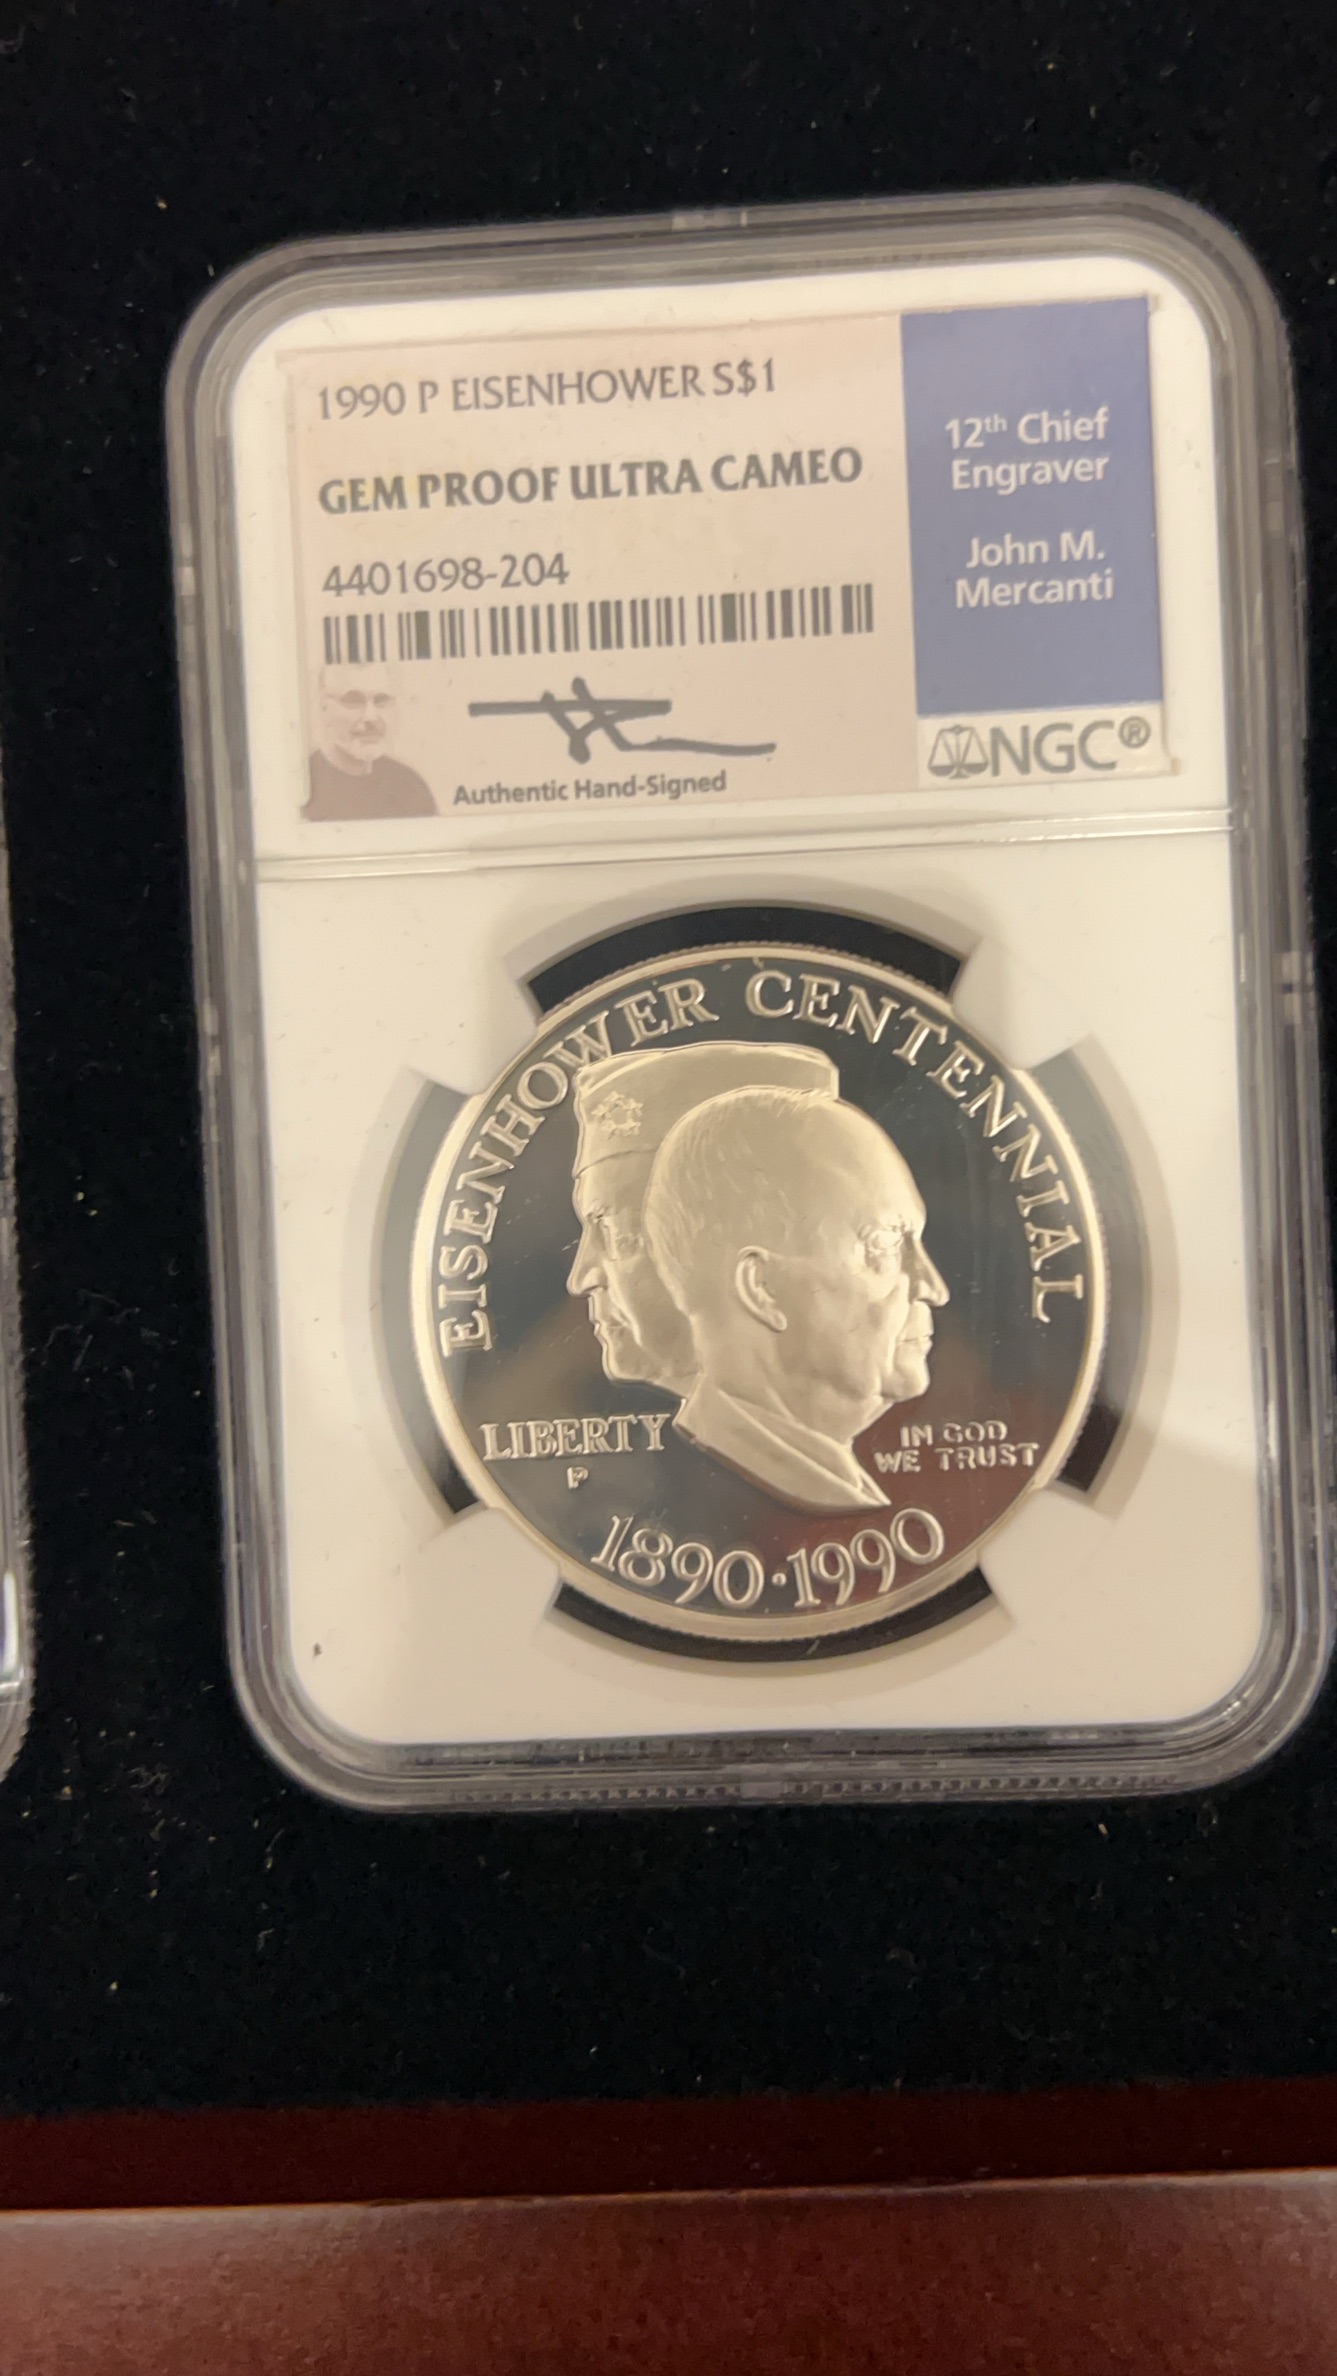 1990 P EISENHOWER S$1
GEM PROOF ULTRA CAMEO
4401698-204
Authentic Hand-Signed
12th Chief
Engraver
John M.
Mercanti
NGC®
EISENHOWER CENTENNIAL
LIBERTY
P
IN GOD
WE TRUST
1890·1990